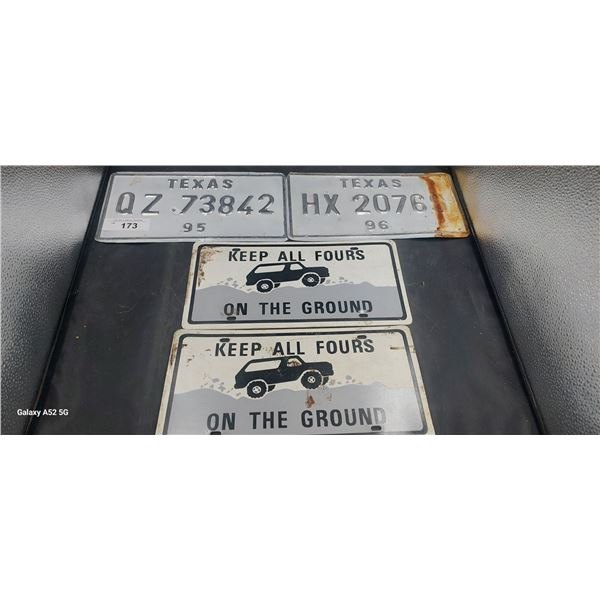 TEXAS
QZ 73842
95
173
TEXAS
HX 2076
96
KEEP ALL FOURS
ON THE GROUND
KEEP ALL FOURS
ON THE GROUND
Galaxy A52 5G